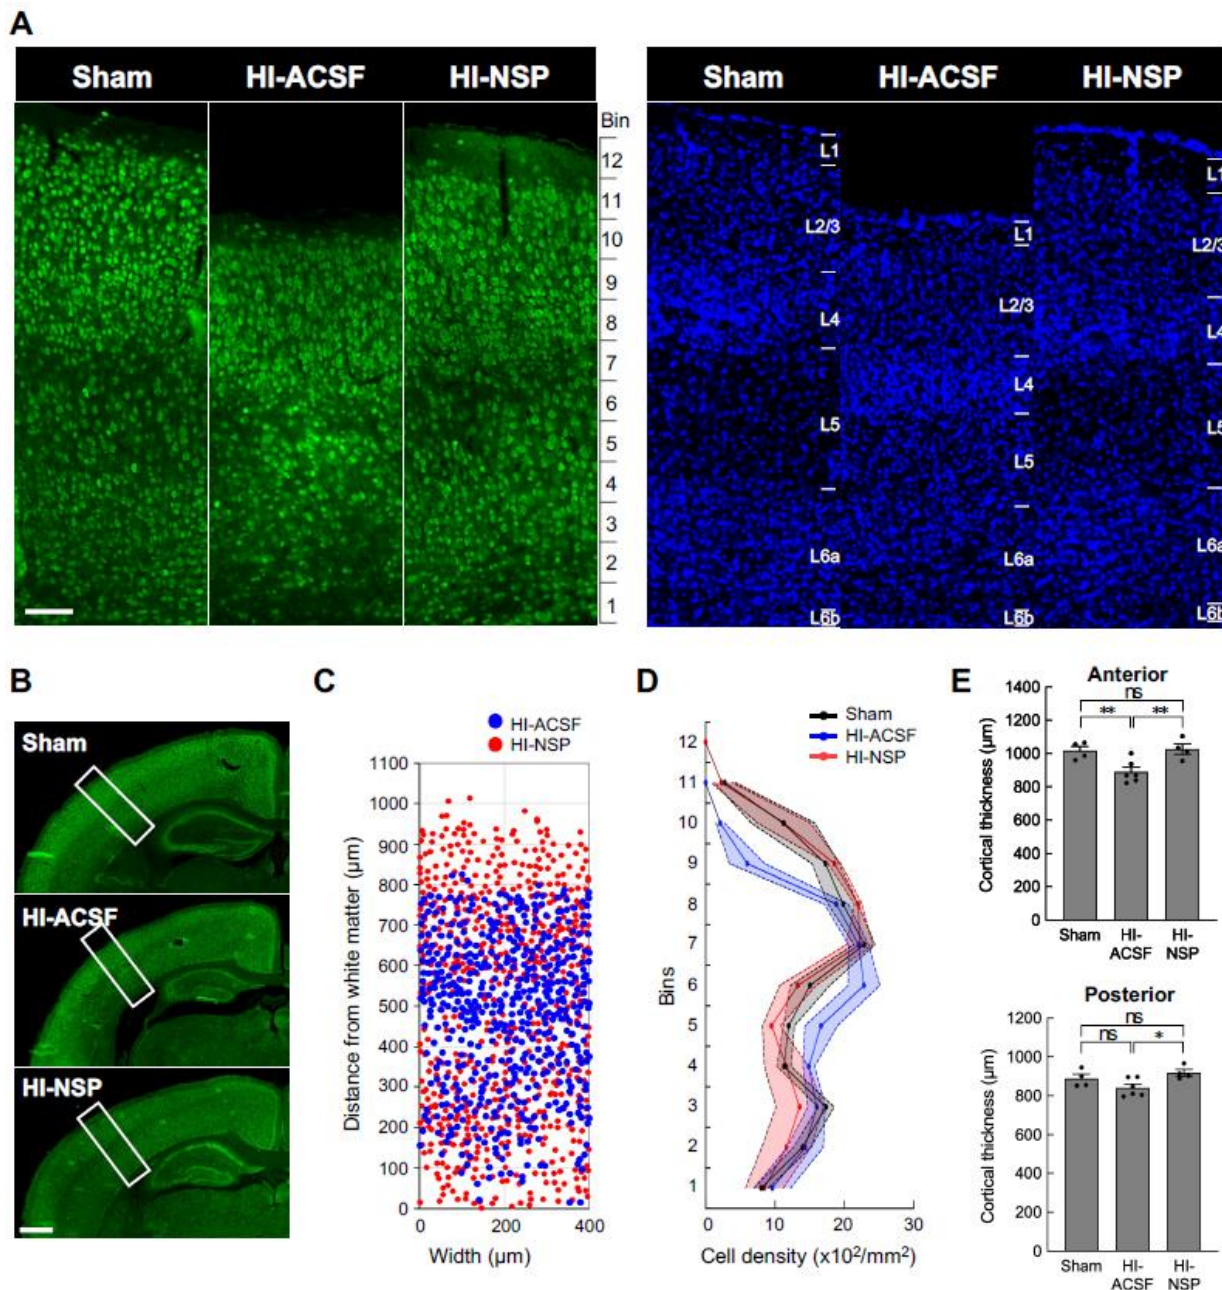 A
Sham HI-ACSF HI-NSP
Bin
12
11
10
9
8
7
6
5
4
3
2
1
Sham HI-ACSF HI-NSP
L1
L2/3
L4
L5
L6a
L6b
L1
L2/3
L4
L5
L6a
L6b
L1
L2/3
L4
L5
L6a
L6b
B
Sham
HI-ACSF
HI-NSP
C
HI-ACSF
HI-NSP
1100
1000
900
800
700
600
500
400
300
200
100
0
Distance from white matter (µm)
0 200 400
Width (µm)
D
Sham
HI-ACSF
HI-NSP
12
11
10
9
8
7
6
5
4
3
2
1
Bins
0 10 20 30
Cell density (x10²/mm²)
E
Anterior
ns
** **
1400
1200
1000
800
600
400
200
0
Cortical thickness (µm)
Sham HI-ACSF HI-NSP
Posterior
ns
ns *
1200
1000
800
600
400
200
0
Cortical thickness (µm)
Sham HI-ACSF HI-NSP